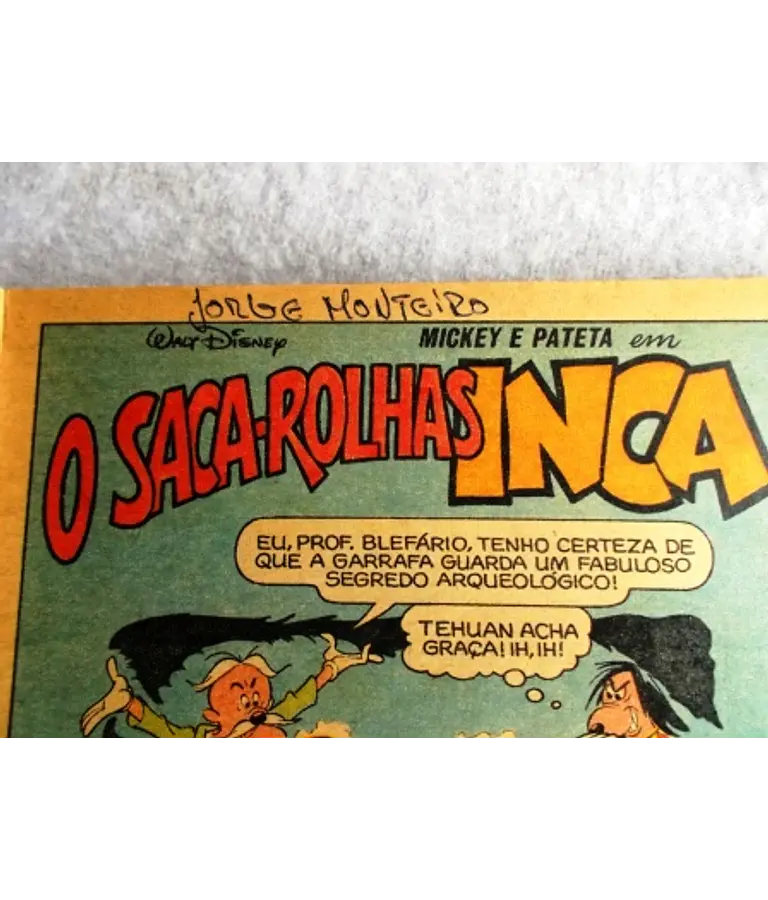 JORGE MONTEIRO
WALT DISNEY
MICKEY E PATETA em
O SACA-ROLHAS INCA
EU, PROF. BLEFÁRIO, TENHO CERTEZA DE
QUE A GARRAFA GUARDA UM FABULOSO
SEGREDO ARQUEOLÓGICO!
TEHUAN ACHA
GRAÇA! IH, IH!